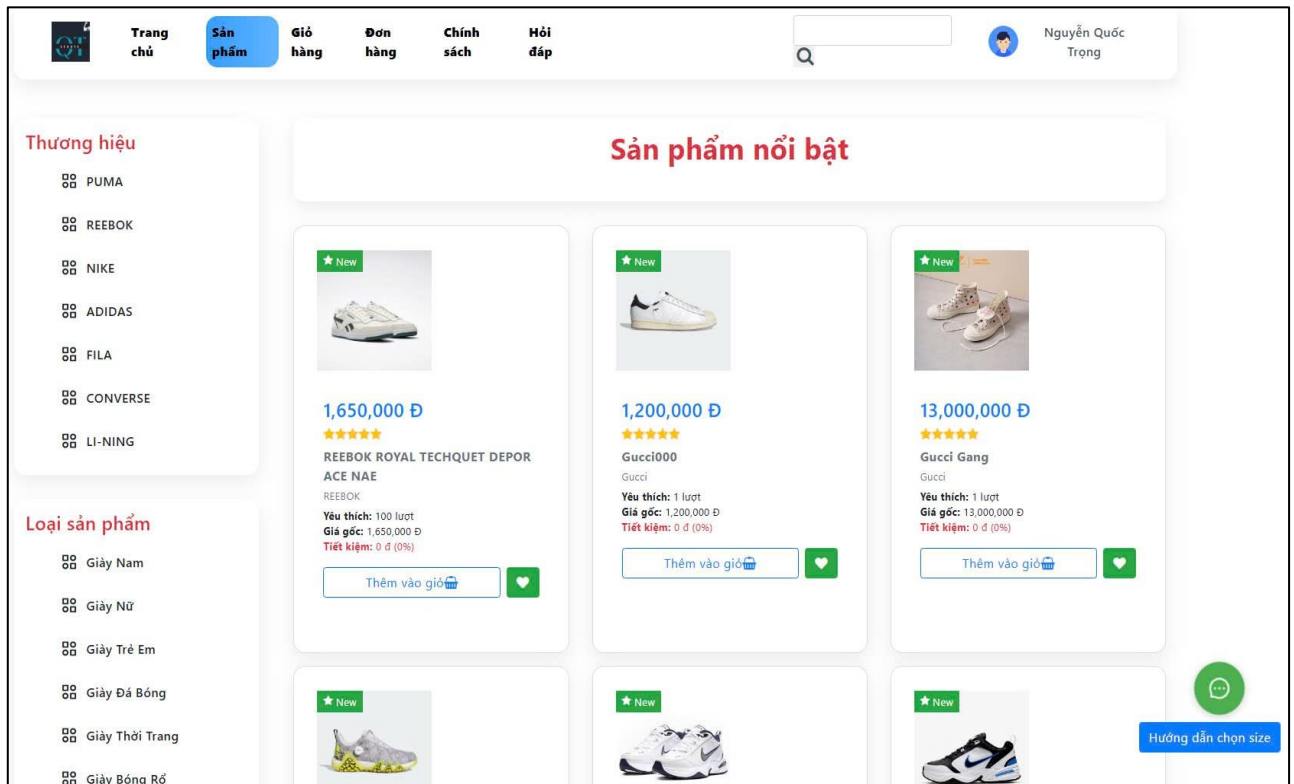 QT
Trang
chủ
Sản
phẩm
Giỏ
hàng
Đơn
hàng
Chính
sách
Hỏi
đáp
Nguyễn Quốc
Trọng
Thương hiệu
PUMA
REEBOK
NIKE
ADIDAS
FILA
CONVERSE
LI-NING
Loại sản phẩm
Giày Nam
Giày Nữ
Giày Trẻ Em
Giày Đá Bóng
Giày Thời Trang
Giày Bóng Rổ
Sản phẩm nổi bật
New
1,650,000 Đ
REEBOK ROYAL TECHQUET DEPOR
ACE NAE
REEBOK
Yêu thích: 100 lượt
Giá gốc: 1,650,000 Đ
Tiết kiệm: 0 đ (0%)
Thêm vào giỏ
New
1,200,000 Đ
Gucci000
Gucci
Yêu thích: 1 lượt
Giá gốc: 1,200,000 Đ
Tiết kiệm: 0 đ (0%)
Thêm vào giỏ
New
13,000,000 Đ
Gucci Gang
Gucci
Yêu thích: 1 lượt
Giá gốc: 13,000,000 Đ
Tiết kiệm: 0 đ (0%)
Thêm vào giỏ
New
New
New
Hướng dẫn chọn size